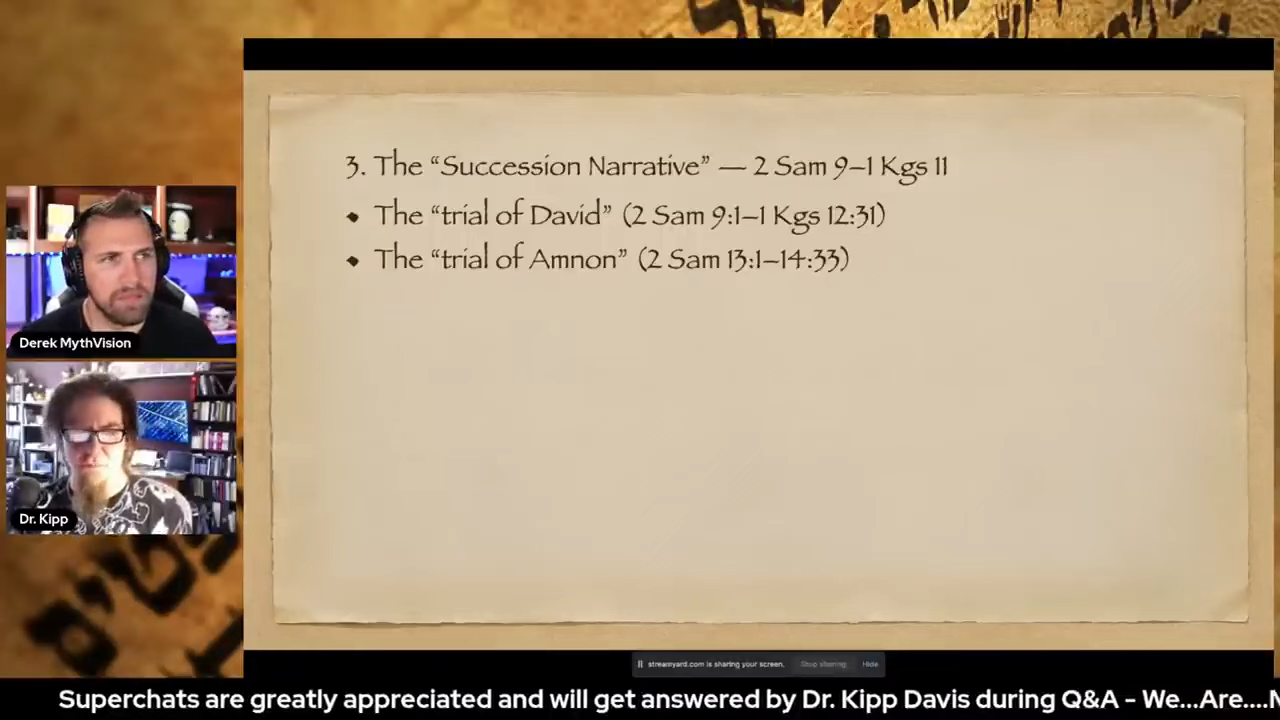 3. The “Succession Narrative” — 2 Sam 9–1 Kgs 11
The “trial of David” (2 Sam 9:1–1 Kgs 12:31)
The “trial of Amnon” (2 Sam 13:1–14:33)
Derek MythVision
Dr. Kipp
streamyard.com is sharing your screen.
Stop sharing
Hide
Superchats are greatly appreciated and will get answered by Dr. Kipp Davis during Q&A - We...Are....